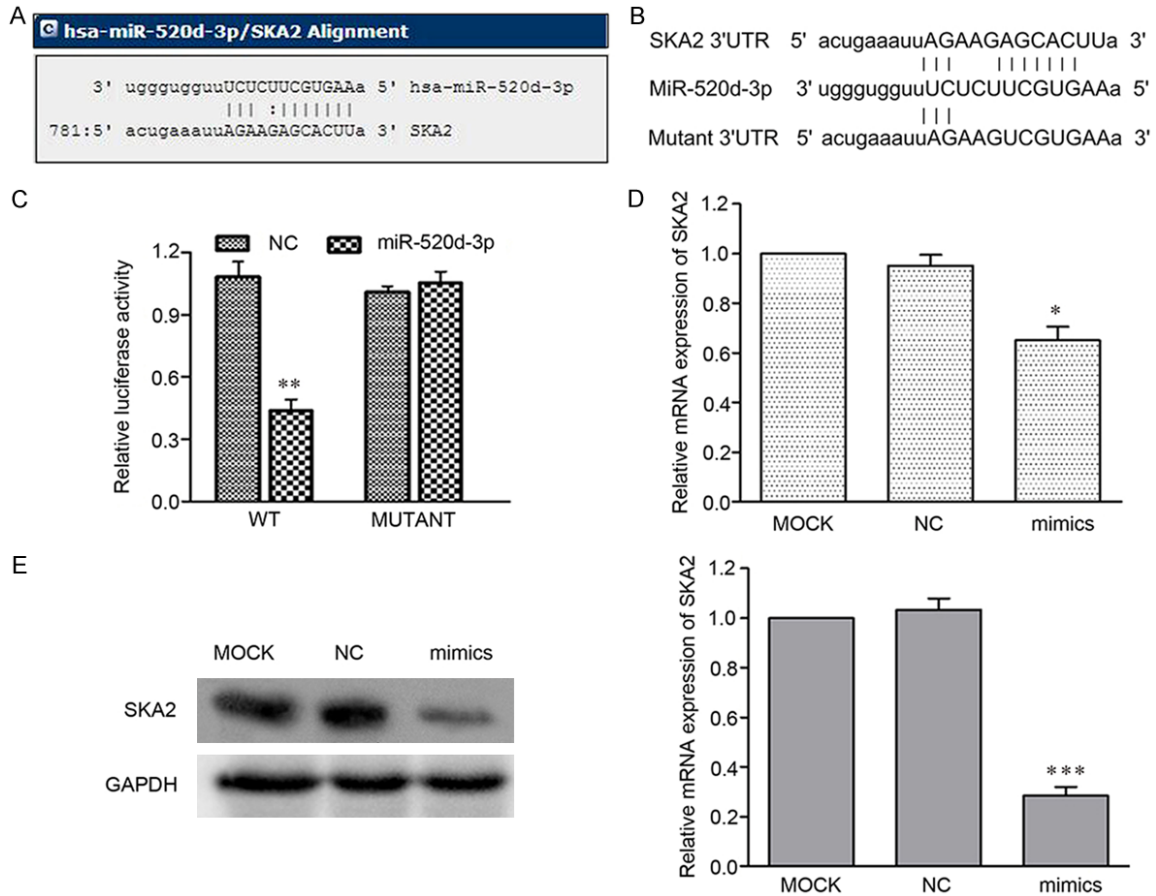 A
hsa-miR-520d-3p/SKA2 Alignment
3' uggguggguuUCUCUUCGUGAAa 5' hsa-miR-520d-3p
||| :|||||||
781:5' acugaaauuAGAAGAGCACUUa 3' SKA2
B
SKA2 3'UTR 5' acugaaauuAGAAGAGCACUUa 3'
||| |||||||
MiR-520d-3p 3' uggguggguuUCUCUUCGUGAAa 5'
|||
Mutant 3'UTR 5' acugaaauuAGAAGUCGUGAAa 3'
C
NC miR-520d-3p
Relative luciferase activity
1.2
0.9
0.6
0.3
0.0
**
WT MUTANT
D
Relative mRNA expression of SKA2
1.2
1.0
0.8
0.6
0.4
0.2
0.0
*
MOCK NC mimics
E
MOCK NC mimics
SKA2
GAPDH
Relative mRNA expression of SKA2
1.2
1.0
0.8
0.6
0.4
0.2
0.0
***
MOCK NC mimics